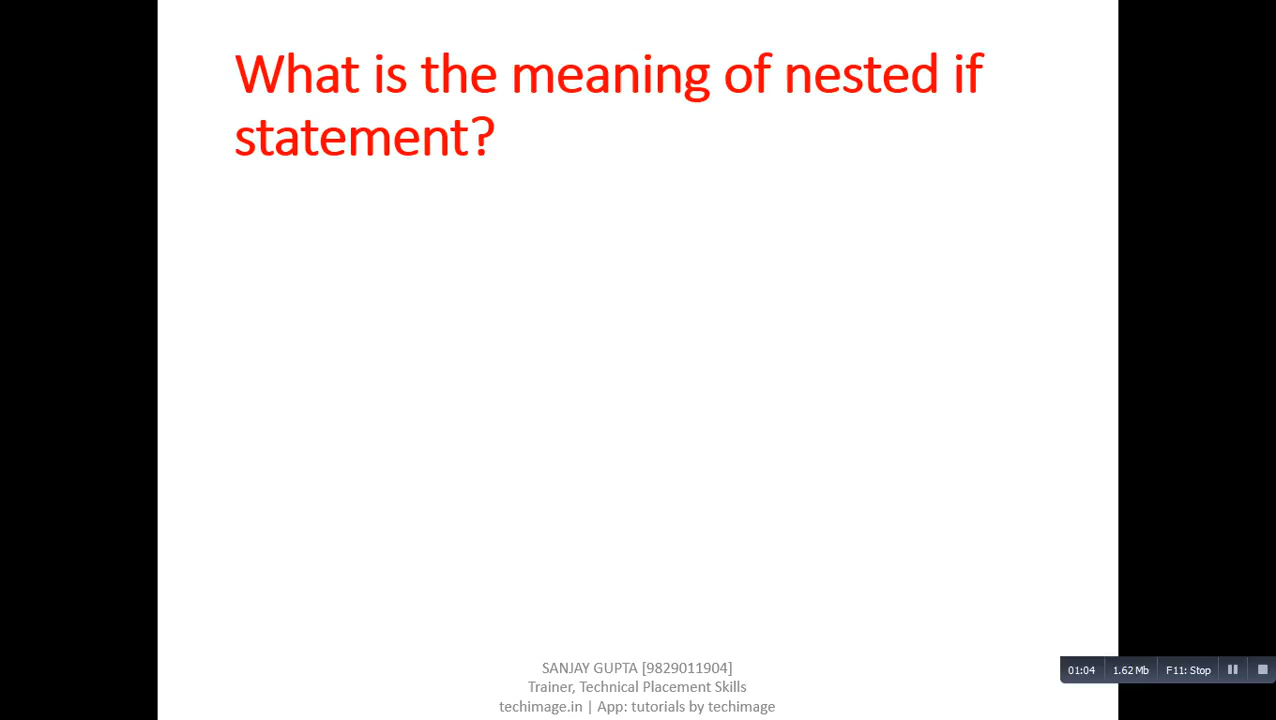 What is the meaning of nested if
statement?
SANJAY GUPTA [9829011904]
Trainer, Technical Placement Skills
techimage.in | App: tutorials by techimage
01:04 1.62 Mb F11: Stop